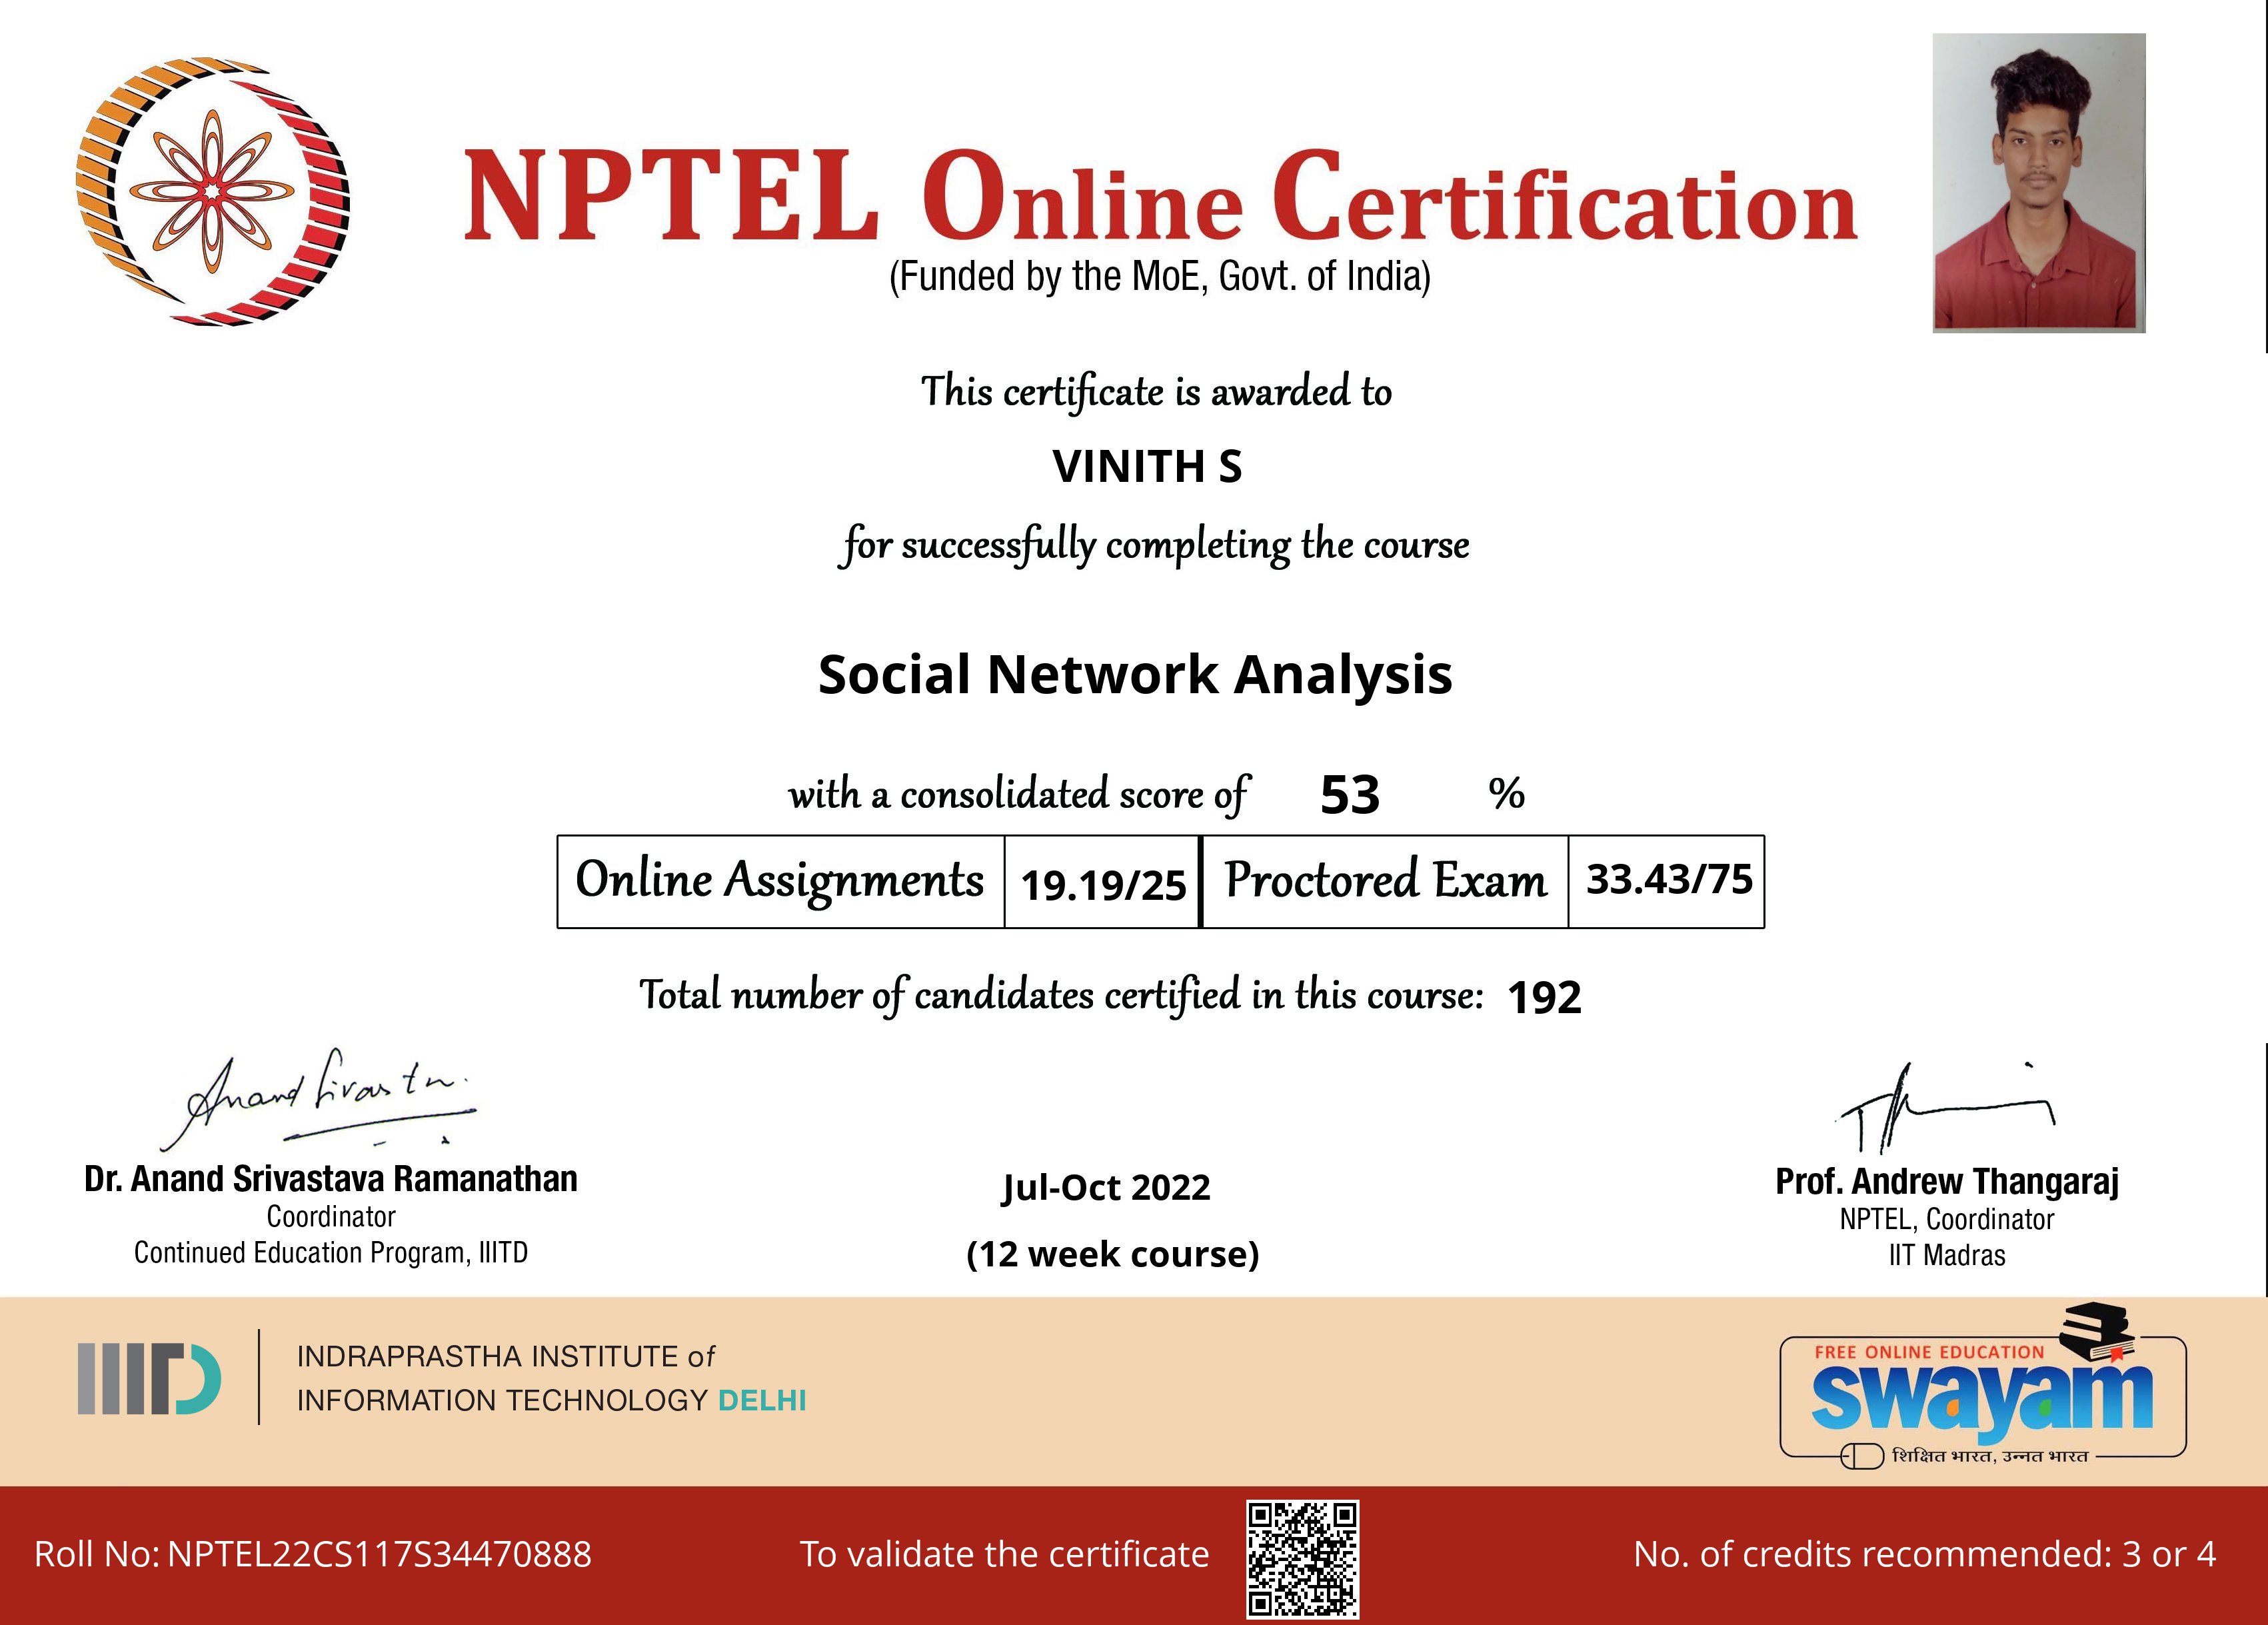 NPTEL Online Certification
(Funded by the MoE, Govt. of India)
This certificate is awarded to
VINITH S
for successfully completing the course
Social Network Analysis
with a consolidated score of 53 %
Online Assignments 19.19/25 Proctored Exam 33.43/75
Total number of candidates certified in this course: 192
Dr. Anand Srivastava Ramanathan
Coordinator
Continued Education Program, IIITD
Jul-Oct 2022
(12 week course)
Prof. Andrew Thangaraj
NPTEL, Coordinator
IIT Madras
IIITD
INDRAPRASTHA INSTITUTE of
INFORMATION TECHNOLOGY DELHI
FREE ONLINE EDUCATION
swayam
शिक्षित भारत, उन्नत भारत
Roll No: NPTEL22CS117S34470888
To validate the certificate
No. of credits recommended: 3 or 4